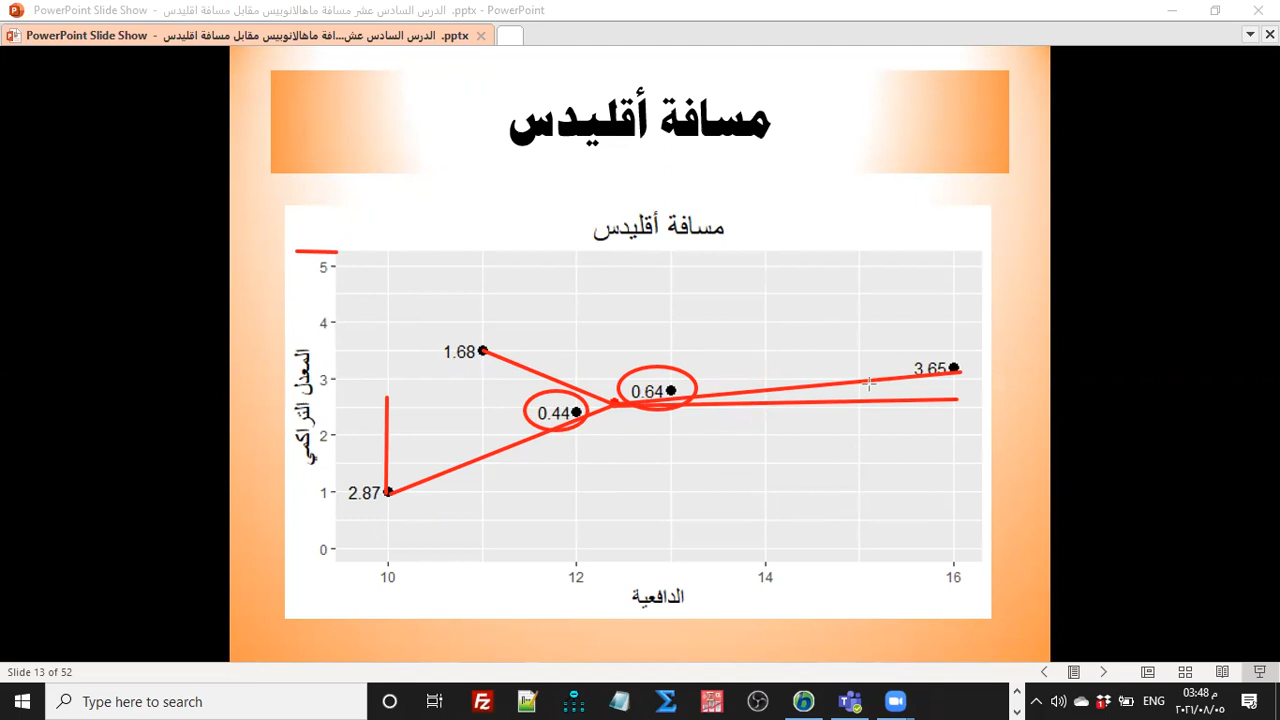 الدرس السادس عشر مسافة ماهالانوبيس مقابل مسافة اقليدس .pptx - PowerPoint
PowerPoint Slide Show - الدرس السادس عش...افة ماهالانوبيس مقابل مسافة اقليدس .pptx
مسافة أقليدس
مسافة أقليدس
5
4
3
2
1
0
المعدل التراكمي
1.68
3.65
0.64
0.44
2.87
10
12
14
16
الدافعية
Slide 13 of 52
Type here to search
ENG
03:48 م
٢٠٢١/٠٨/٠٥